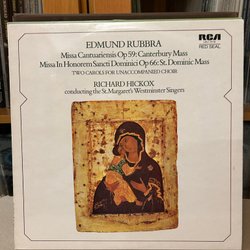 EDMUND RUBBRA
RCA
RED SEAL
Missa Cantuariensis Op 59: Canterbury Mass
Missa In Honorem Sancti Dominici Op 66: St. Dominic Mass
TWO CAROLS FOR UNACCOMPANIED CHOIR
RICHARD HICKOX
conducting the St. Margaret's Westminster Singers